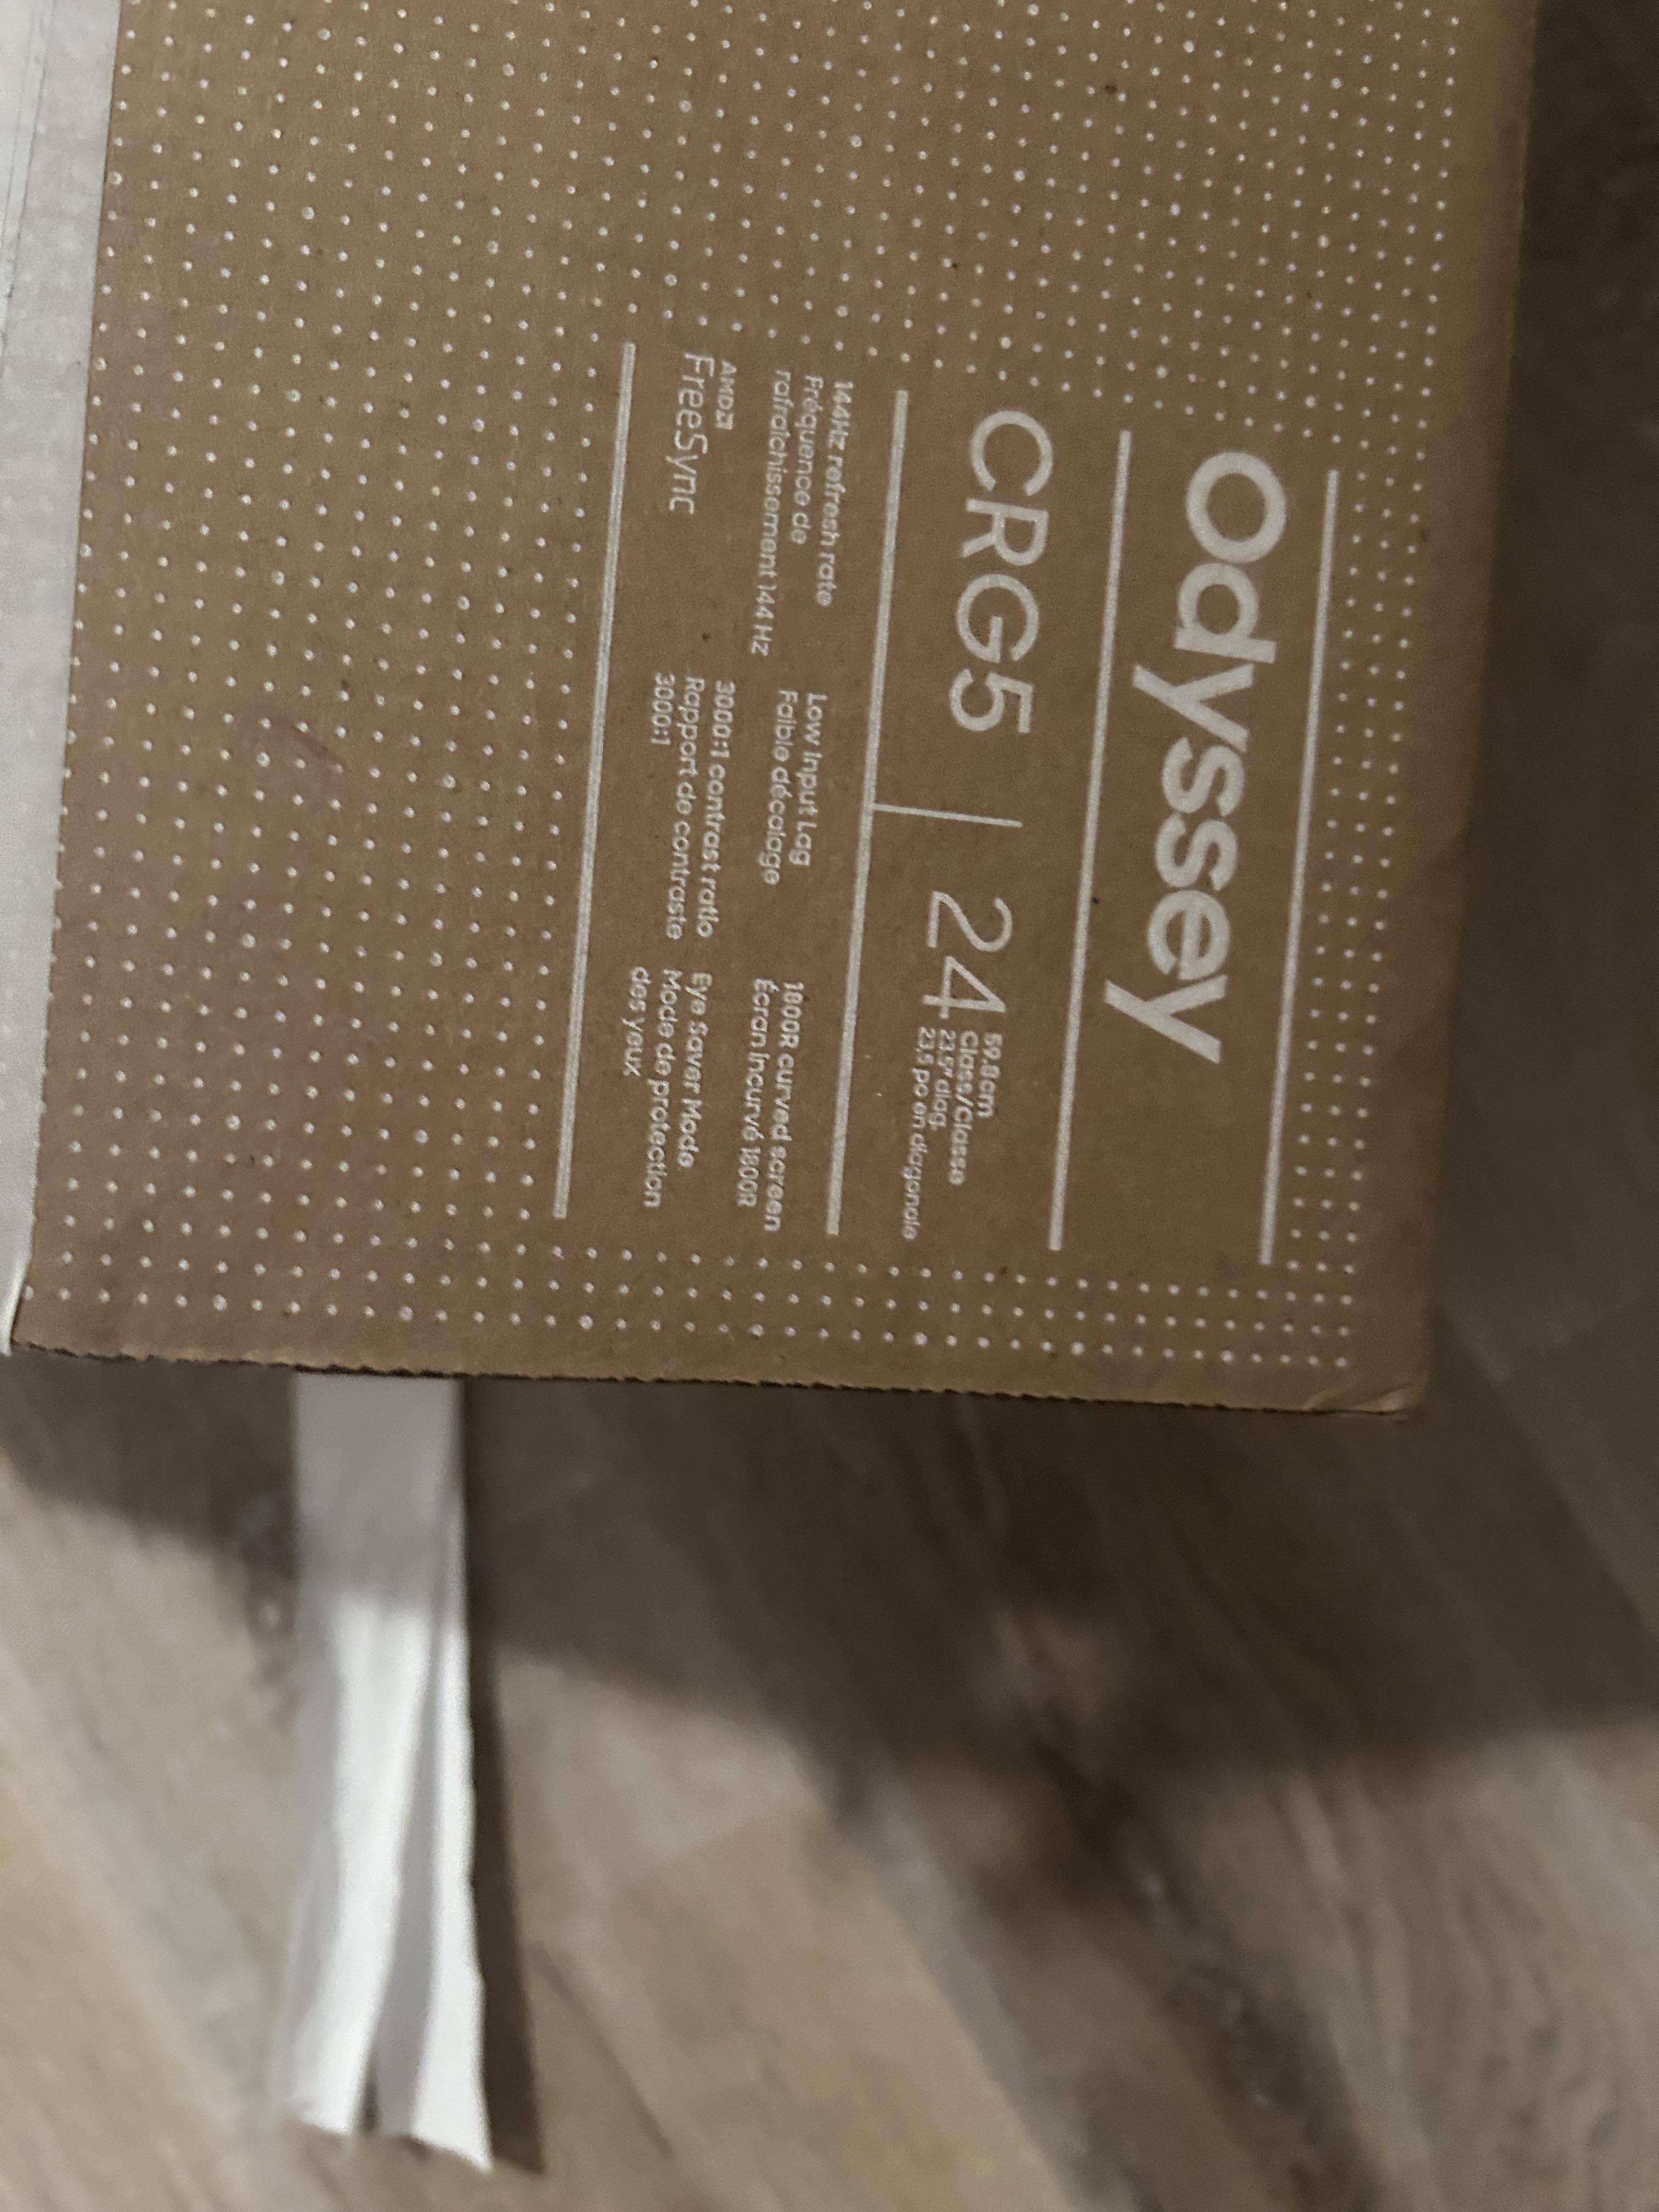 Odyssey
CRG5
24
59.8cm
Class/Classe
23.5" diag.
23,5 po en diagonale
144Hz refresh rate
Fréquence de
rafraîchissement 144 Hz
Low Input Lag
Faible décalage
1800R curved screen
Écran incurvé 1800R
AMD
FreeSync
3000:1 contrast ratio
Rapport de contraste
3000:1
Eye Saver Mode
Mode de protection
des yeux